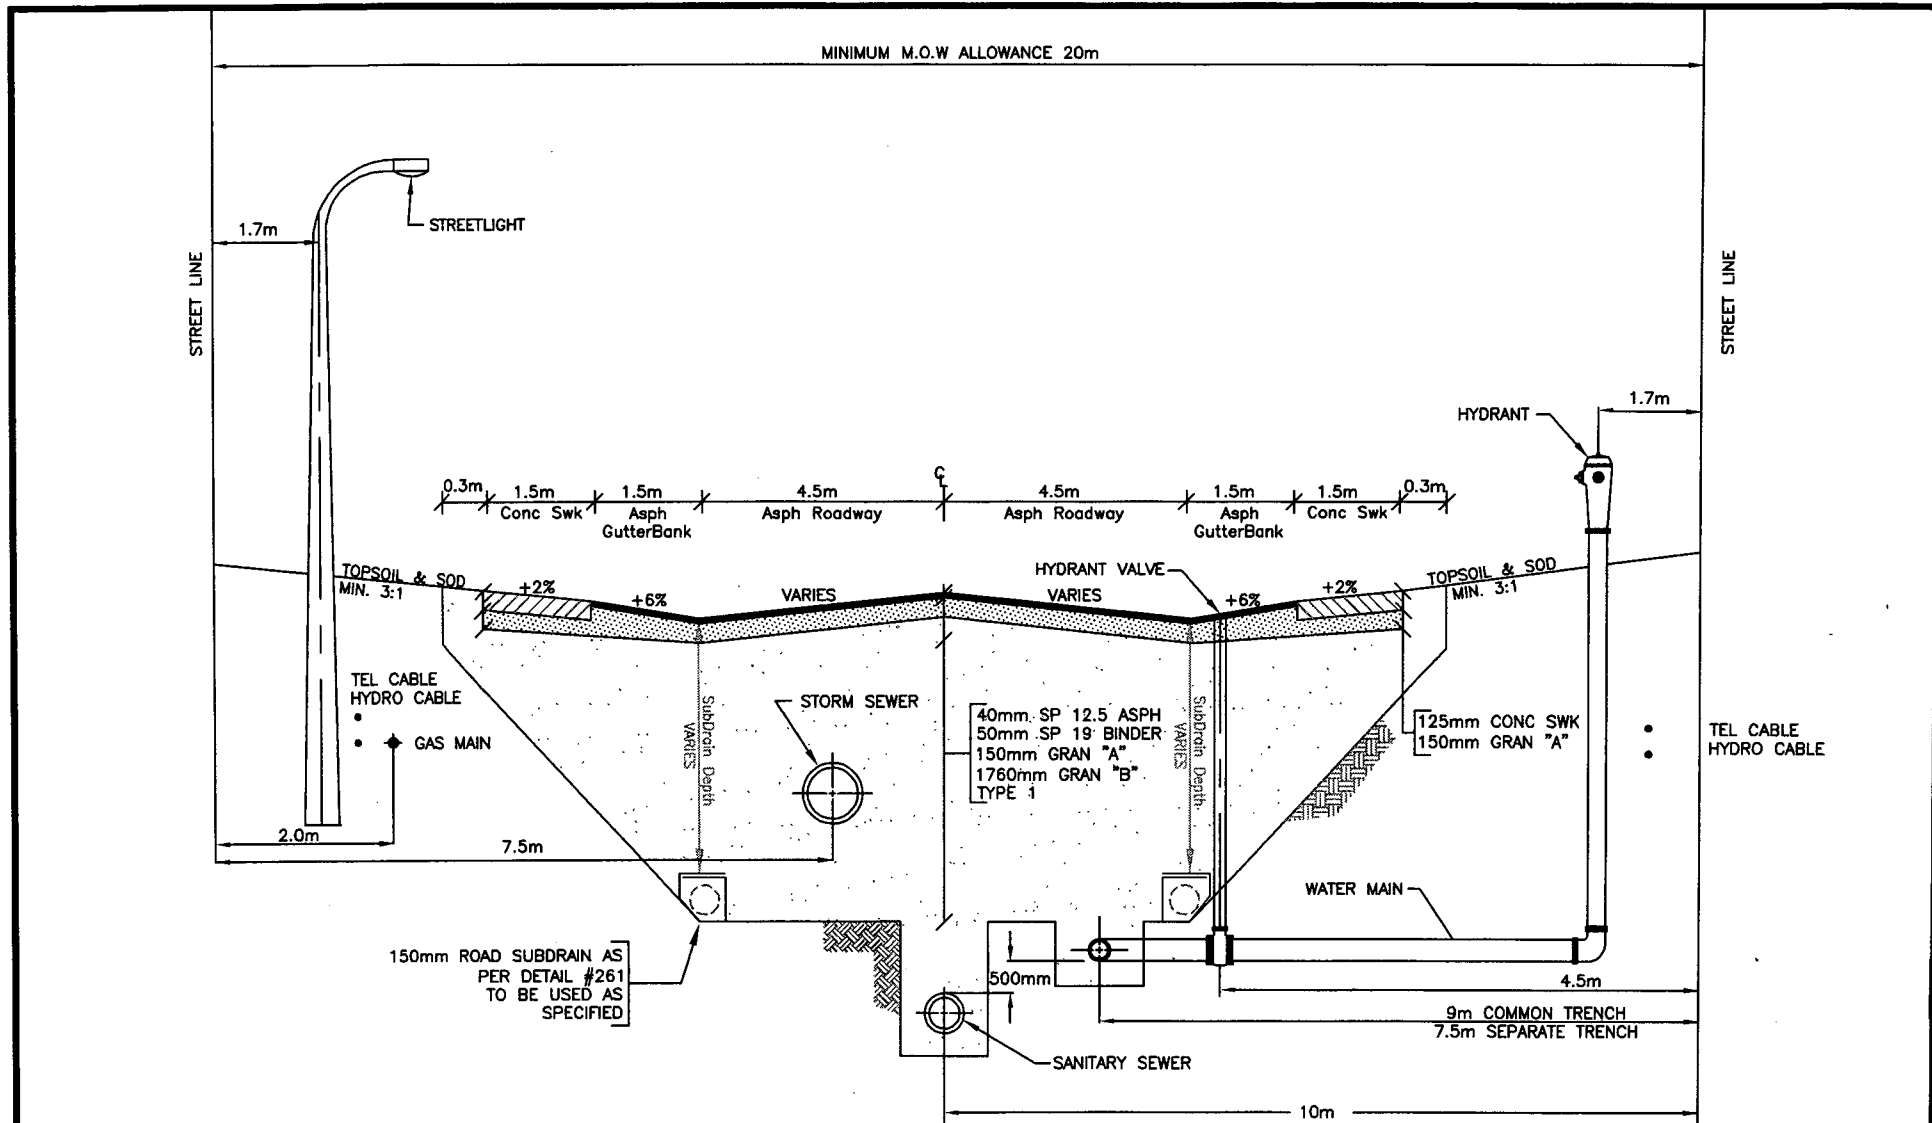 MINIMUM M.O.W ALLOWANCE 20m
STREETLIGHT
1.7m
STREET LINE
STREET LINE
1.7m
HYDRANT
℄
0.3m
1.5m
1.5m
4.5m
4.5m
1.5m
1.5m
0.3m
Conc Swk
Asph
GutterBank
Asph Roadway
Asph Roadway
Asph
GutterBank
Conc Swk
HYDRANT VALVE
TOPSOIL & SOD
MIN. 3:1
+2%
+6%
VARIES
VARIES
+6%
+2%
TOPSOIL & SOD
MIN. 3:1
TEL CABLE
HYDRO CABLE
GAS MAIN
SubDrain Depth
VARIES
STORM SEWER
40mm SP 12.5 ASPH
50mm SP 19 BINDER
150mm GRAN "A"
1760mm GRAN "B"
TYPE 1
SubDrain Depth
VARIES
125mm CONC SWK
150mm GRAN "A"
TEL CABLE
HYDRO CABLE
2.0m
7.5m
WATER MAIN
150mm ROAD SUBDRAIN AS
PER DETAIL #261
TO BE USED AS
SPECIFIED
500mm
4.5m
9m COMMON TRENCH
7.5m SEPARATE TRENCH
SANITARY SEWER
10m